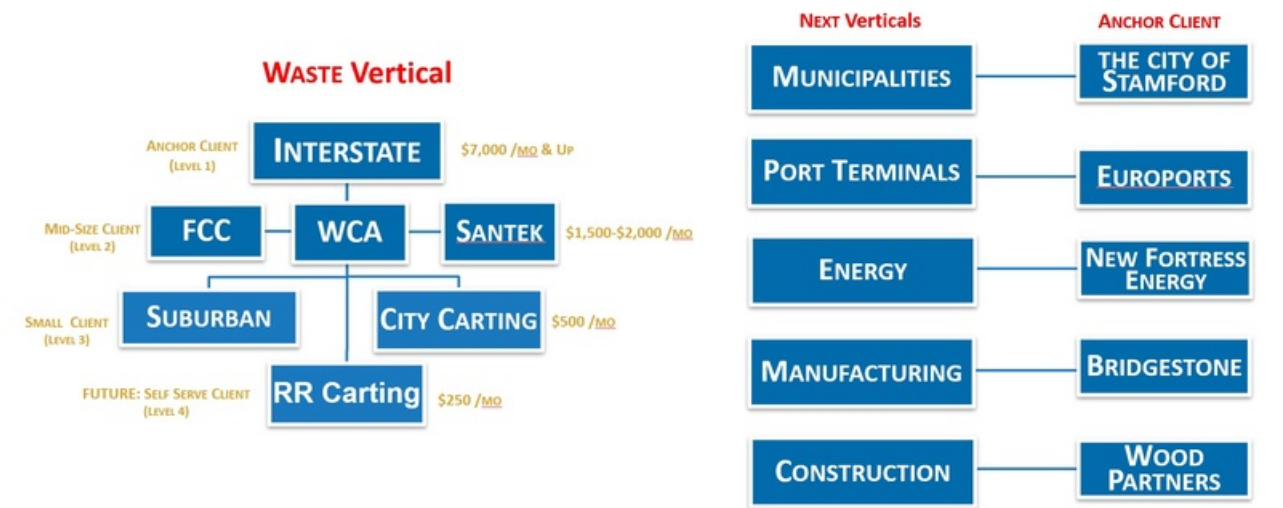 WASTE Vertical
ANCHOR CLIENT
(LEVEL 1)
INTERSTATE
$7,000 /MO & UP
MID-SIZE CLIENT
(LEVEL 2)
FCC
WCA
SANTEK
$1,500-$2,000 /MO
SMALL CLIENT
(LEVEL 3)
SUBURBAN
CITY CARTING
$500 /MO
FUTURE: SELF SERVE CLIENT
(LEVEL 4)
RR Carting
$250 /MO
NEXT Verticals
ANCHOR CLIENT
MUNICIPALITIES
THE CITY OF
STAMFORD
PORT TERMINALS
EUROPORTS
ENERGY
NEW FORTRESS
ENERGY
MANUFACTURING
BRIDGESTONE
CONSTRUCTION
WOOD
PARTNERS